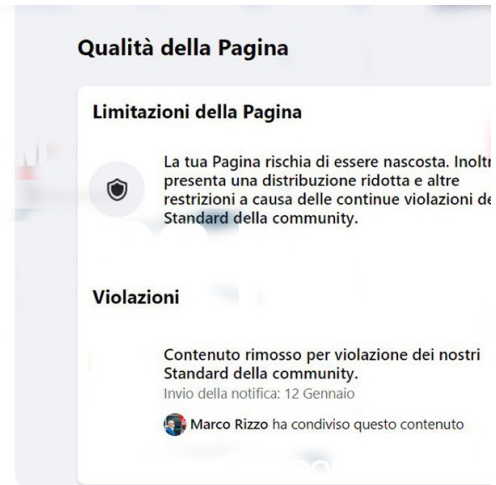 Qualità della Pagina
Limitazioni della Pagina
La tua Pagina rischia di essere nascosta. Inoltr
presenta una distribuzione ridotta e altre
restrizioni a causa delle continue violazioni de
Standard della community.
Violazioni
Contenuto rimosso per violazione dei nostri
Standard della community.
Invio della notifica: 12 Gennaio
Marco Rizzo ha condiviso questo contenuto